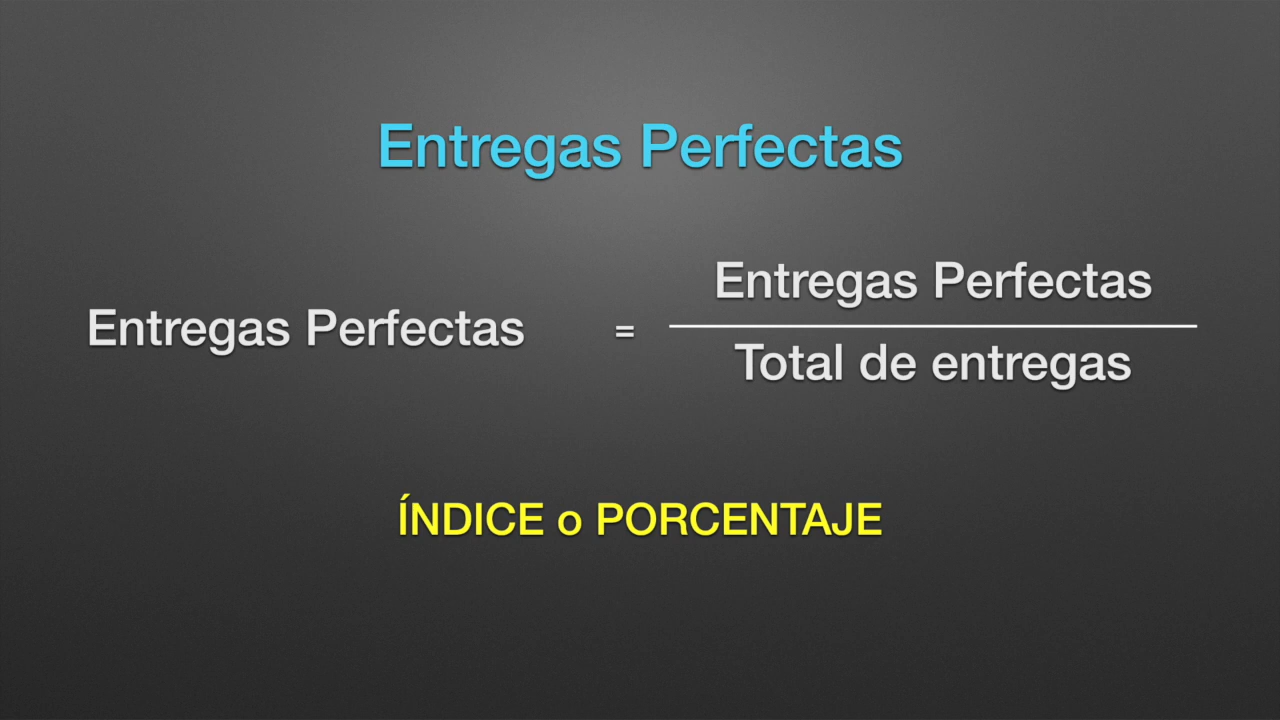 Entregas Perfectas
Entregas Perfectas = Entregas Perfectas
Total de entregas
ÍNDICE o PORCENTAJE